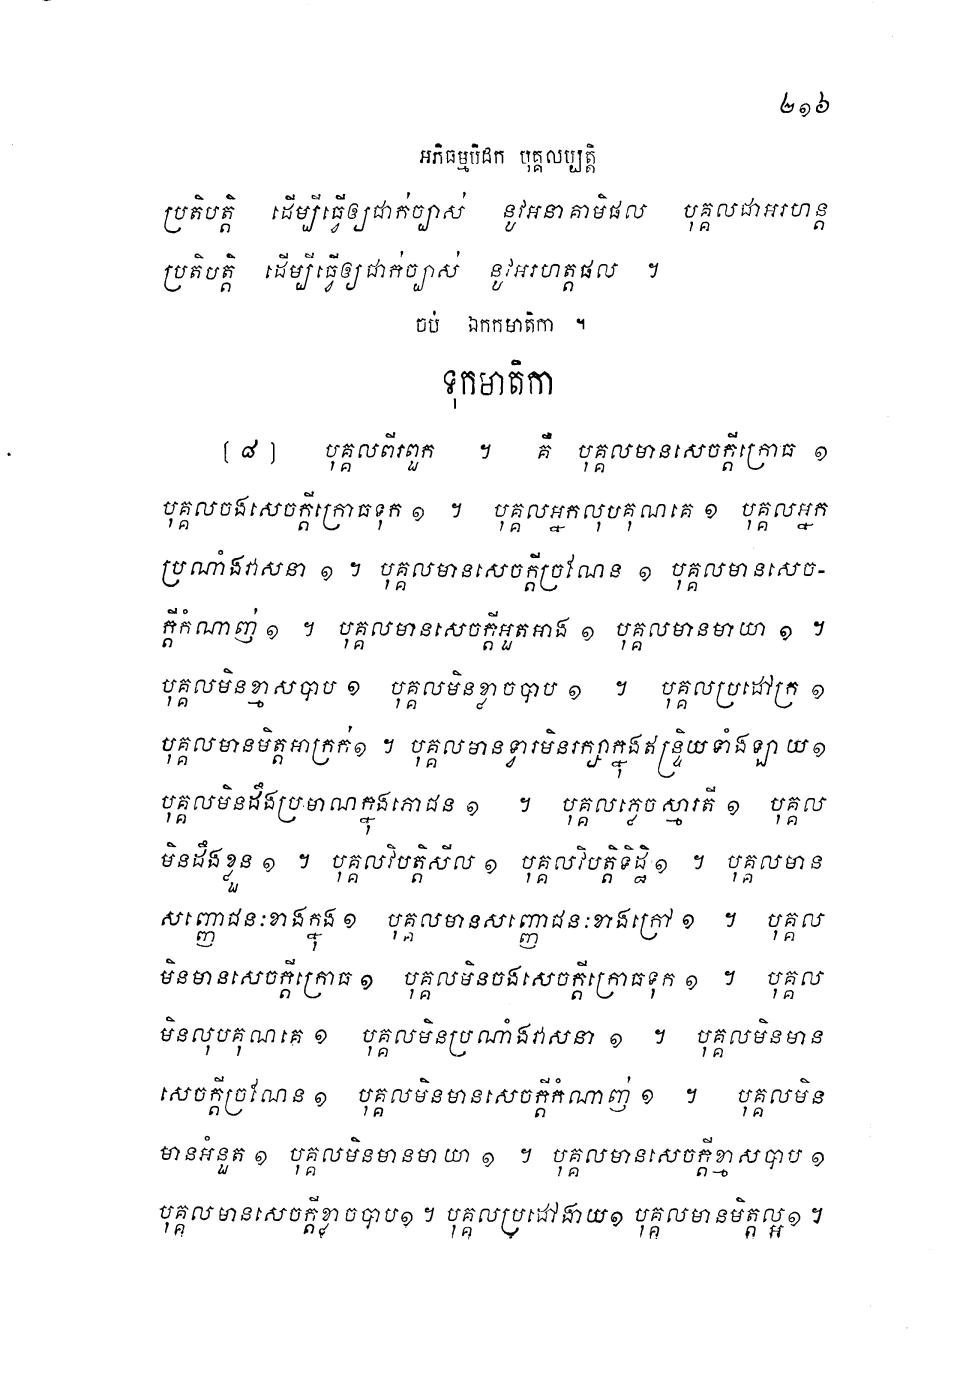 ២១៦
អភិធម្មបិដក បុគ្គលប្បត្តិ
ប្រតិបត្តិ ដើម្បីធ្វើឲ្យជាក់ច្បាស់ នូវអនាគាមិផល បុគ្គលជាអរហន្ត
ប្រតិបត្តិ ដើម្បីធ្វើឲ្យជាក់ច្បាស់ នូវអរហត្តផល ។
ចប់ ឯកកមាតិកា ។
ទុកមាតិកា
[ ៨ ] បុគ្គលពីរពួក ។ គឺ បុគ្គលមានសេចក្តីក្រោធ ១
បុគ្គលចងសេចក្តីក្រោធទុក ១ ។ បុគ្គលអ្នកលុបគុណគេ ១ បុគ្គលអ្នក
ប្រណាំងវាសនា ១ ។ បុគ្គលមានសេចក្តីច្រណែន ១ បុគ្គលមានសេច-
ក្តីកំណាញ់ ១ ។ បុគ្គលមានសេចក្តីអួតអាង ១ បុគ្គលមានមាយា ១ ។
បុគ្គលមិនខ្មាសបាប ១ បុគ្គលមិនខ្លាចបាប ១ ។ បុគ្គលប្រដៅក្រ ១
បុគ្គលមានមិត្តអាក្រក់១ ។ បុគ្គលមានទ្វារមិនរក្សាក្នុងឥន្ទ្រិយទាំងឡាយ១
បុគ្គលមិនដឹងប្រមាណក្នុងភោជន ១ ។ បុគ្គលភ្លេចស្មារតី ១ បុគ្គល
មិនដឹងខ្លួន ១ ។ បុគ្គលវិបត្តិសីល ១ បុគ្គលវិបត្តិទិដ្ឋិ ១ ។ បុគ្គលមាន
សញ្ញោជនៈខាងក្នុង ១ បុគ្គលមានសញ្ញោជនៈខាងក្រៅ ១ ។ បុគ្គល
មិនមានសេចក្តីក្រោធ ១ បុគ្គលមិនចងសេចក្តីក្រោធទុក ១ ។ បុគ្គល
មិនលុបគុណគេ ១ បុគ្គលមិនប្រណាំងវាសនា ១ ។ បុគ្គលមិនមាន
សេចក្តីច្រណែន ១ បុគ្គលមិនមានសេចក្តីកំណាញ់ ១ ។ បុគ្គលមិន
មានអំនួត ១ បុគ្គលមិនមានមាយា ១ ។ បុគ្គលមានសេចក្តីខ្មាសបាប ១
បុគ្គលមានសេចក្តីខ្លាចបាប១ ។ បុគ្គលប្រដៅងាយ១ បុគ្គលមានមិត្តល្អ១ ។